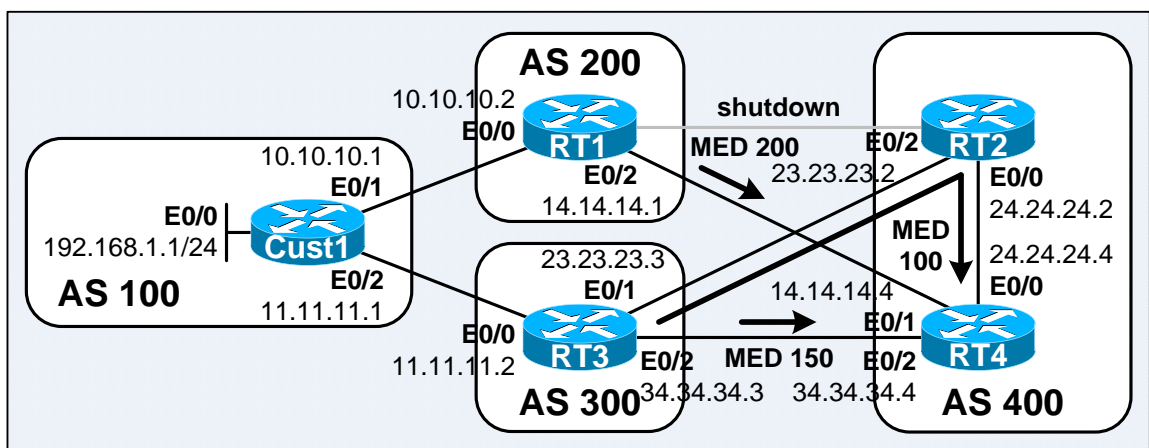 AS 200
10.10.10.2
E0/0
RT1
shutdown
MED 200
E0/2
RT2
23.23.23.2
E0/0
24.24.24.2
10.10.10.1
E0/1
E0/2
14.14.14.1
E0/0
192.168.1.1/24
Cust1
AS 100
E0/2
11.11.11.1
MED
100
24.24.24.4
E0/0
23.23.23.3
E0/1
14.14.14.4
E0/1
E0/0
11.11.11.2
RT3
E0/2
34.34.34.3
MED 150
E0/2
34.34.34.4
RT4
AS 300
AS 400